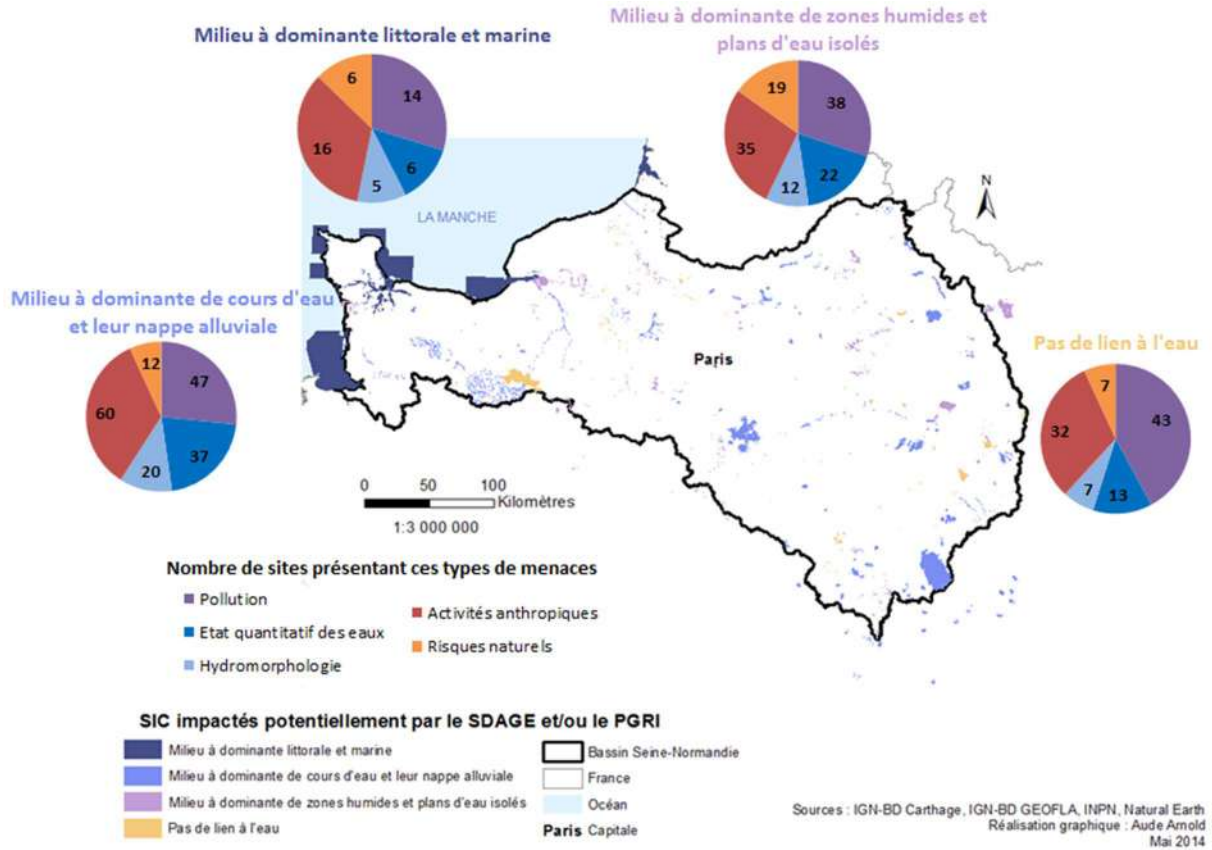 Milieu à dominante littorale et marine
6
14
16
6
5
Milieu à dominante de zones humides et
plans d'eau isolés
19
38
35
22
12
N
LA MANCHE
Milieu à dominante de cours d'eau
et leur nappe alluviale
12
47
60
37
20
Paris
Pas de lien à l'eau
7
43
32
7
13
0 50 100
Kilomètres
1:3 000 000
Nombre de sites présentant ces types de menaces
Pollution
Etat quantitatif des eaux
Hydromorphologie
Activités anthropiques
Risques naturels
SIC impactés potentiellement par le SDAGE et/ou le PGRI
Milieu à dominante littorale et marine
Milieu à dominante de cours d'eau et leur nappe alluviale
Milieu à dominante de zones humides et plans d'eau isolés
Pas de lien à l'eau
Bassin Seine-Normandie
France
Océan
Paris Capitale
Sources : IGN-BD Carthage, IGN-BD GEOFLA, INPN, Natural Earth
Réalisation graphique : Aude Arnold
Mai 2014